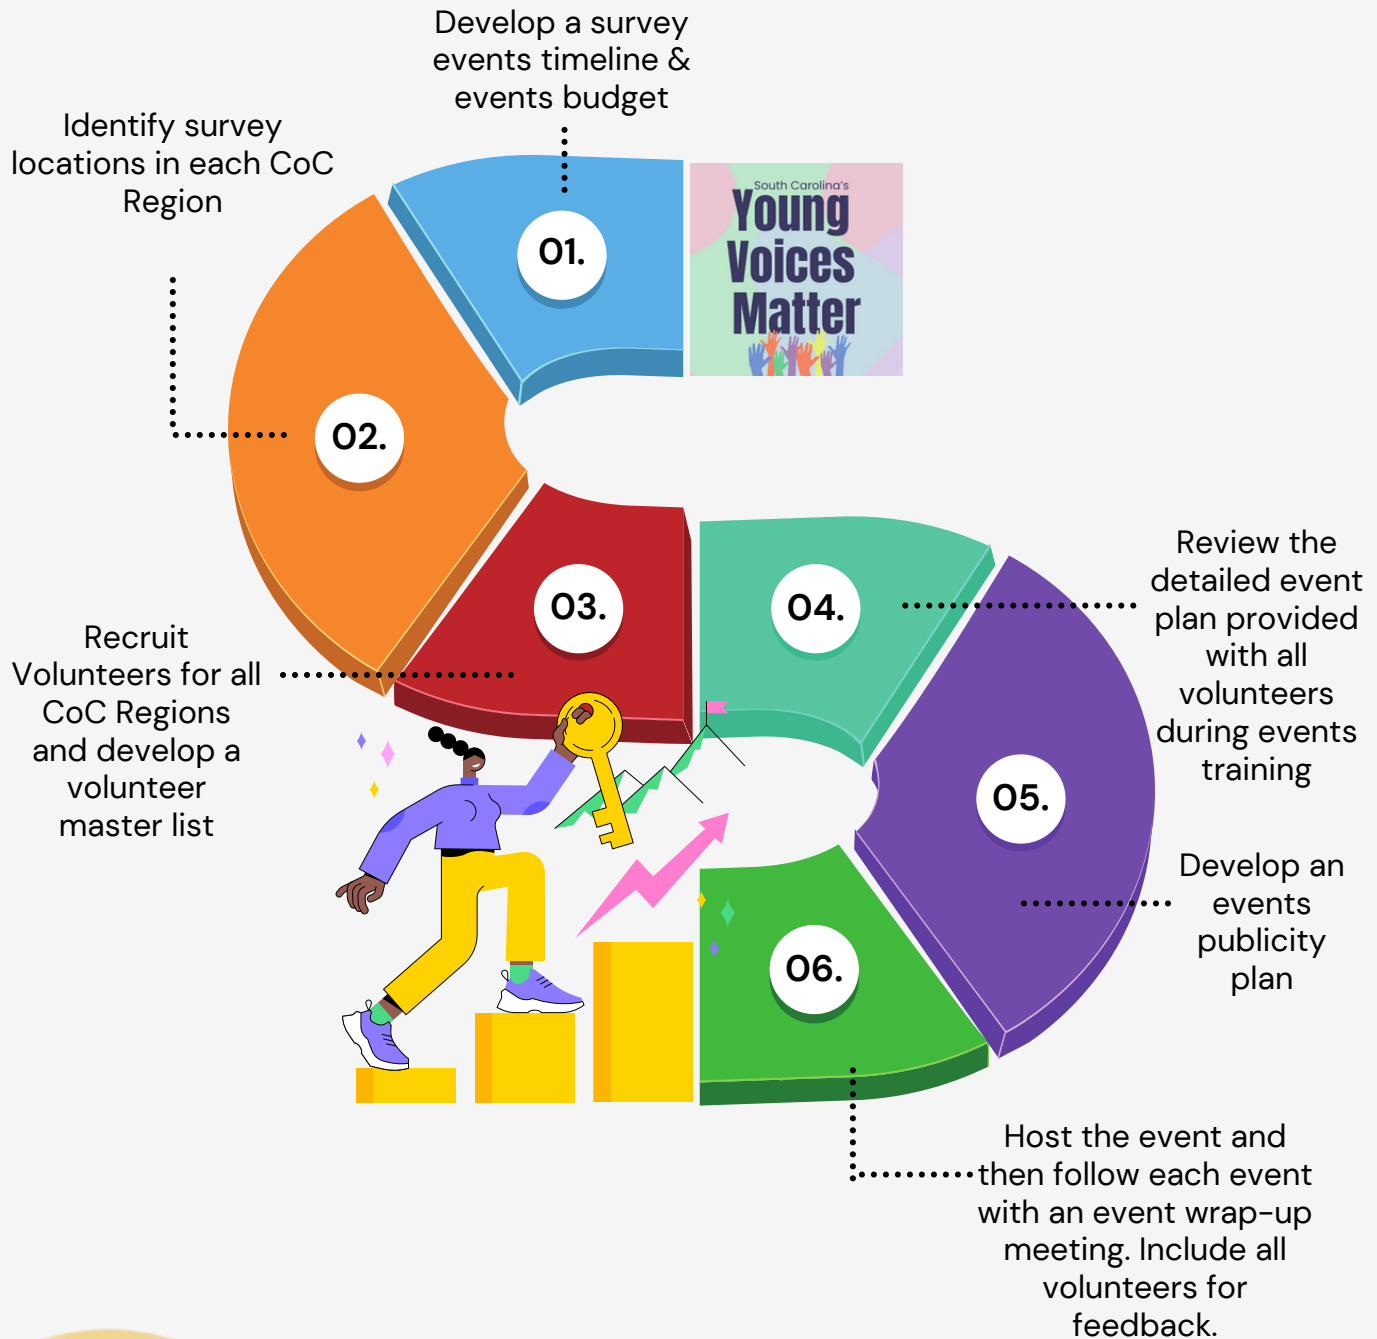 Develop a survey
events timeline &
events budget
Identify survey
locations in each CoC
Region
01.
South Carolina's
Young
Voices
Matter
02.
03.
Recruit
Volunteers for all
CoC Regions
and develop a
volunteer
master list
04.
Review the
detailed event
plan provided
with all
volunteers
during events
training
05.
Develop an
events
publicity
plan
06.
Host the event and
then follow each event
with an event wrap-up
meeting. Include all
volunteers for
feedback.